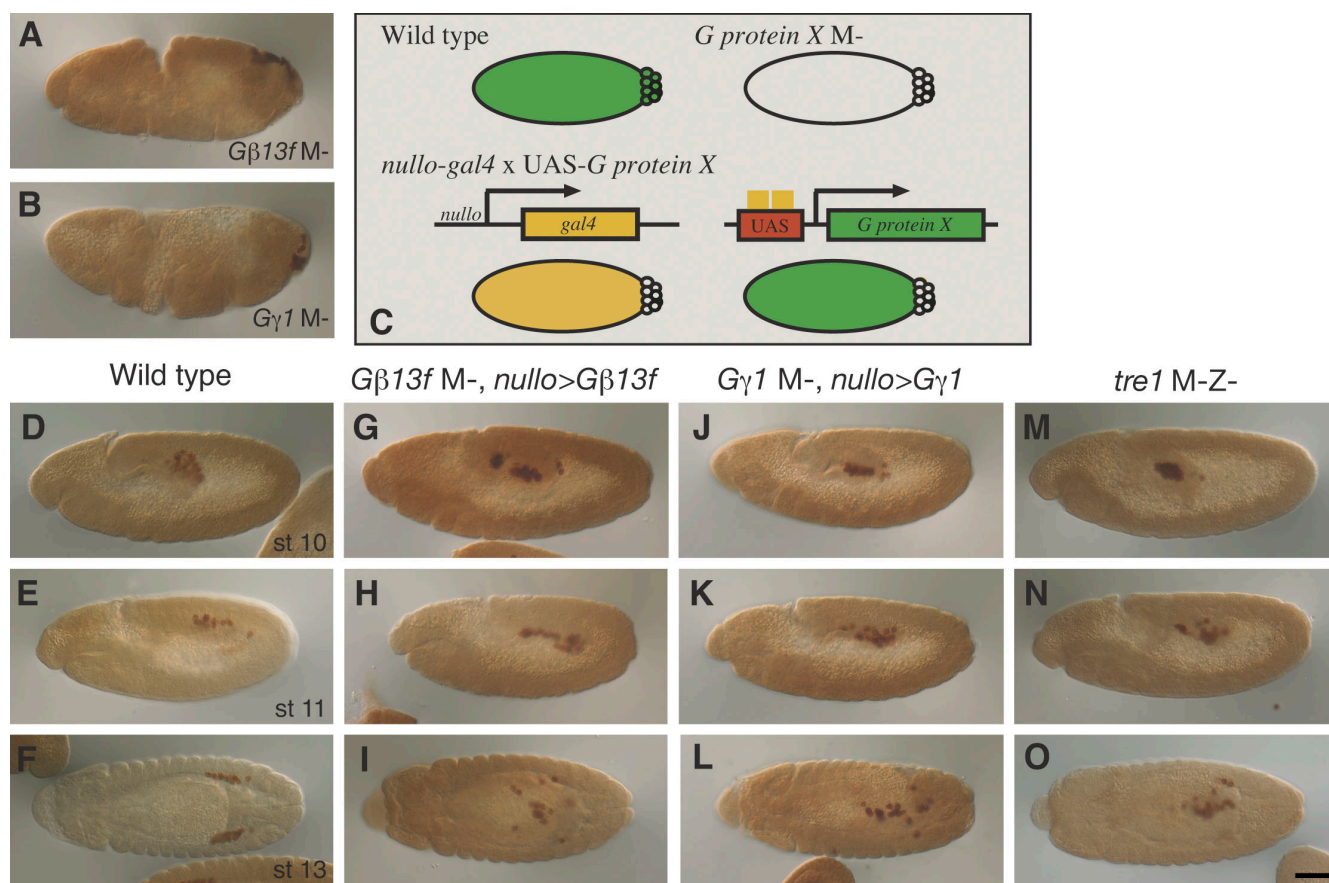 A
Gβ13f M-
B
Gγ1 M-
Wild type
G protein X M-
nullo-gal4 x UAS-G protein X
nullo
gal4
UAS
G protein X
C
Wild type
Gβ13f M-, nullo>Gβ13f
Gγ1 M-, nullo>Gγ1
tre1 M-Z-
D
st 10
G
J
M
E
st 11
H
K
N
F
st 13
I
L
O